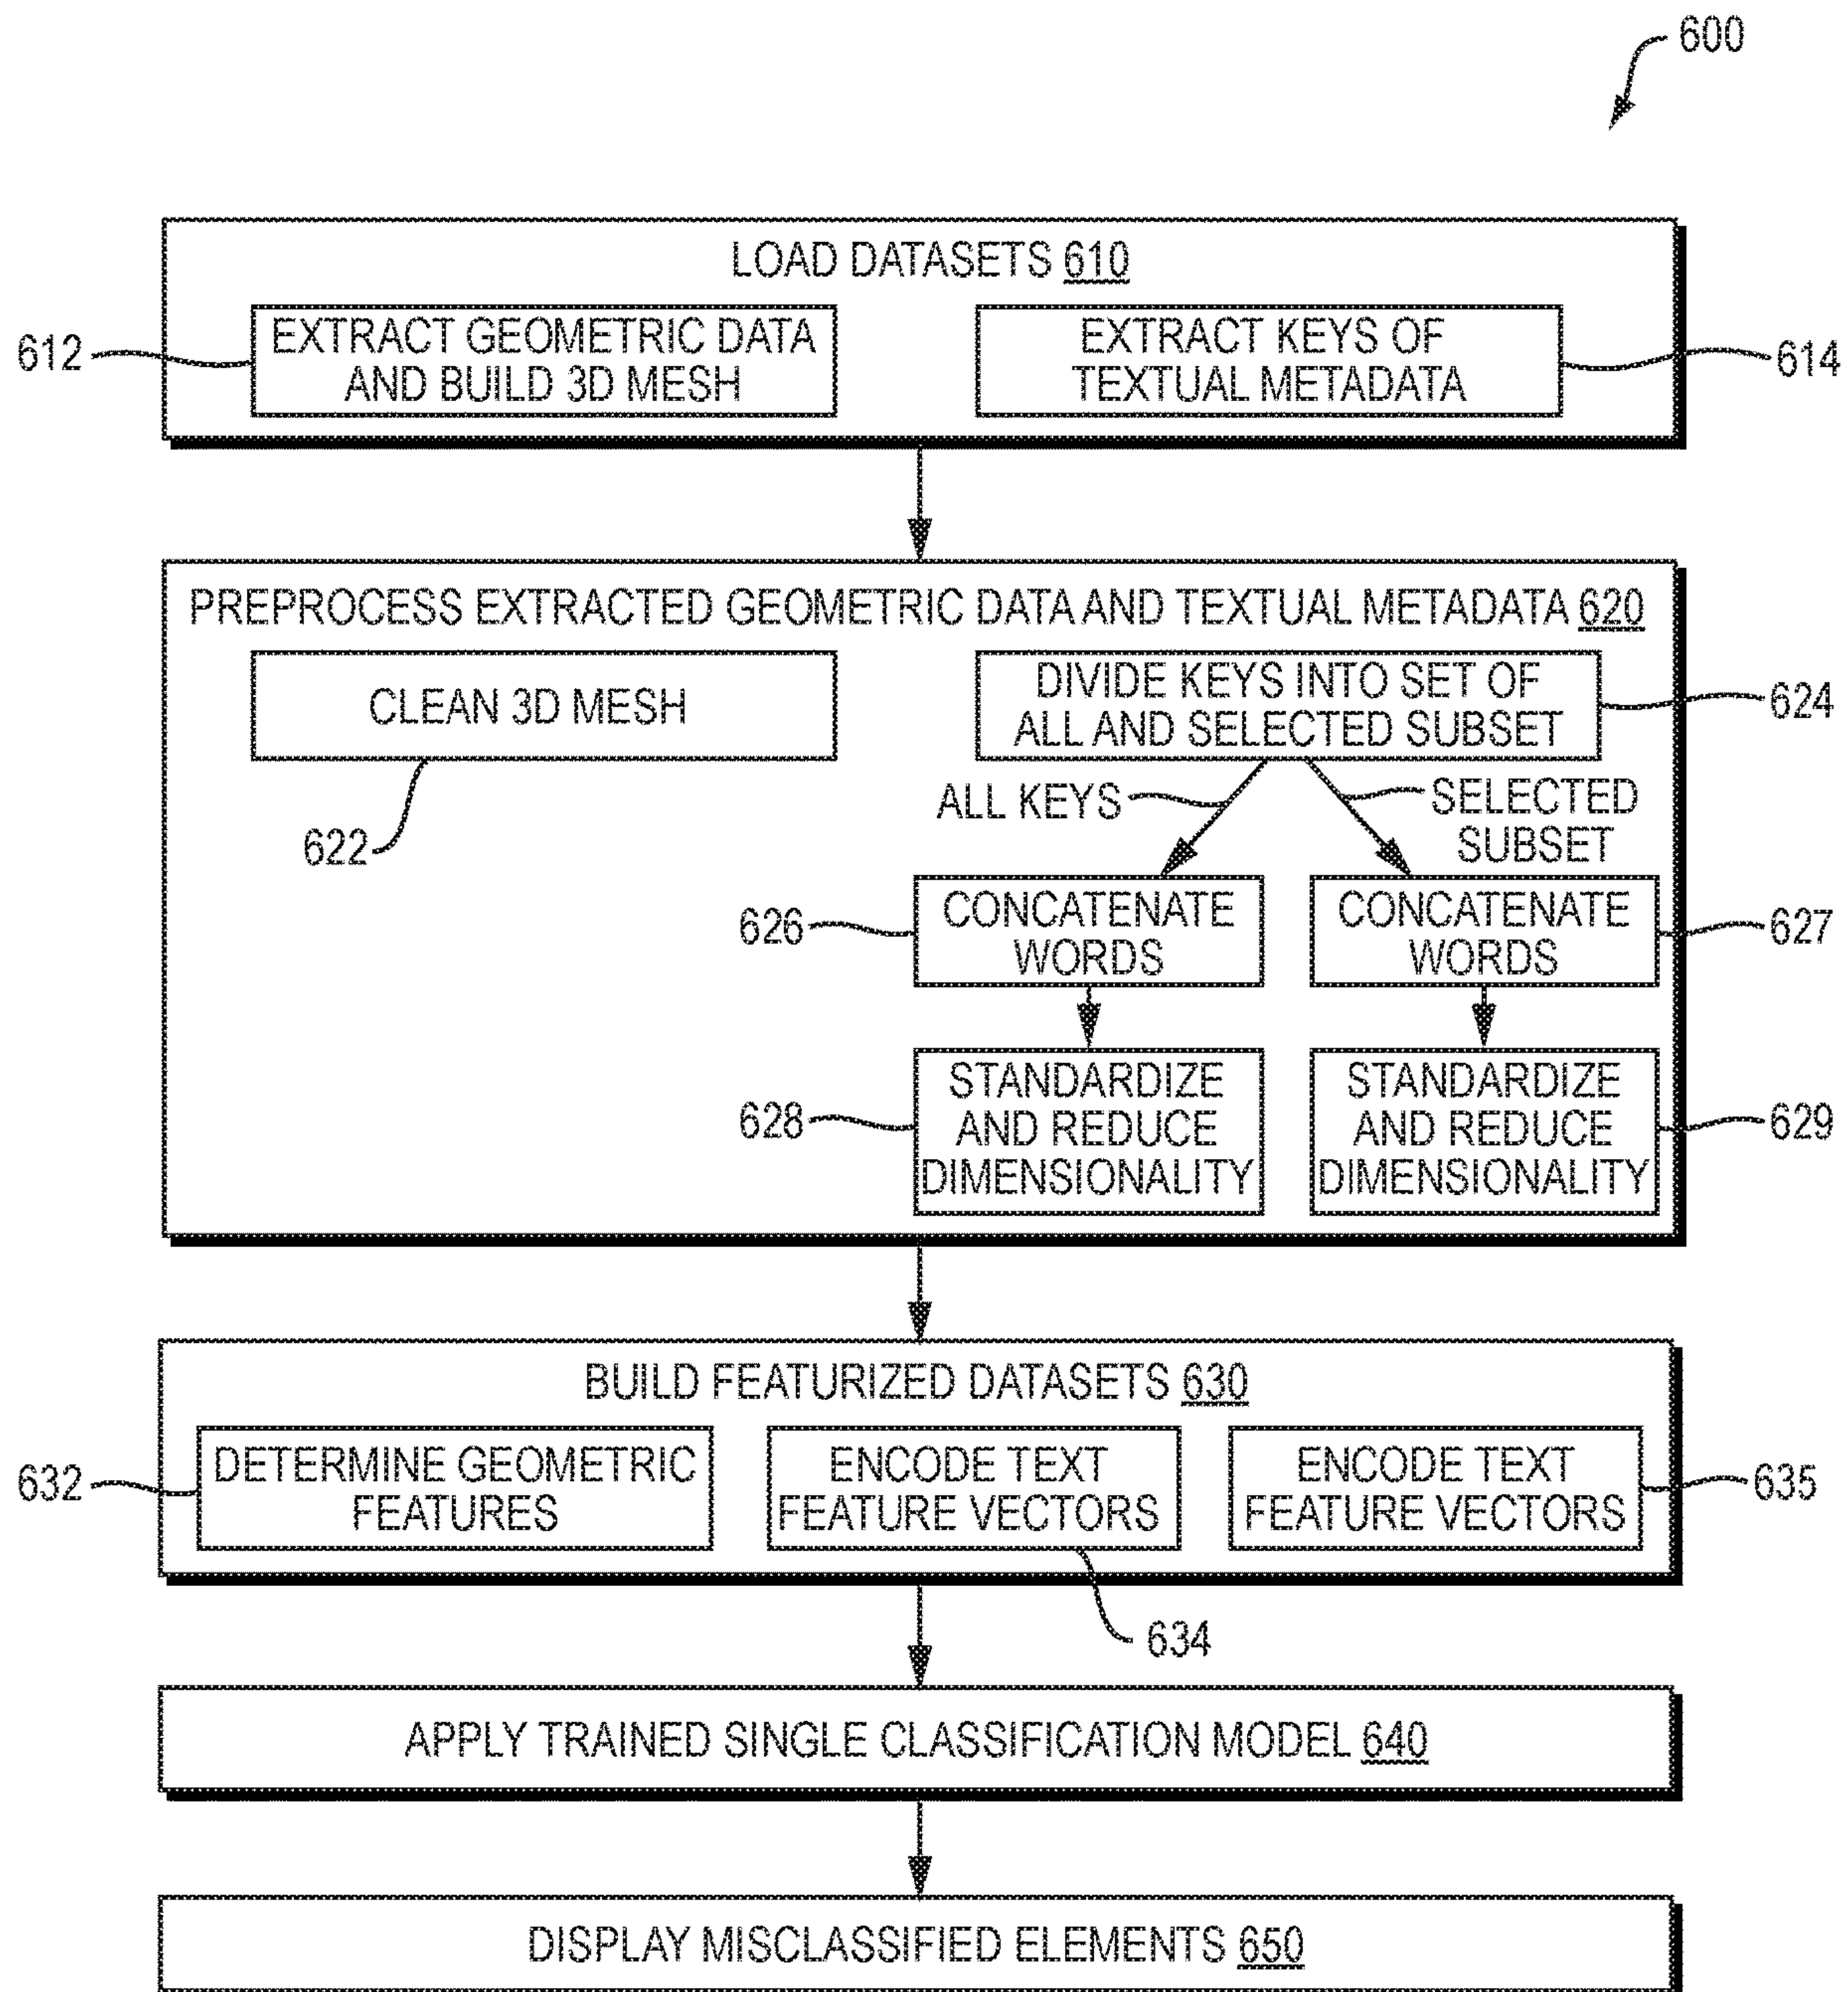 600
LOAD DATASETS 610
612
EXTRACT GEOMETRIC DATA
AND BUILD 3D MESH
EXTRACT KEYS OF
TEXTUAL METADATA
614
PREPROCESS EXTRACTED GEOMETRIC DATA AND TEXTUAL METADATA 620
CLEAN 3D MESH
622
DIVIDE KEYS INTO SET OF
ALL AND SELECTED SUBSET
624
ALL KEYS
SELECTED
SUBSET
626
CONCATENATE
WORDS
CONCATENATE
WORDS
627
628
STANDARDIZE
AND REDUCE
DIMENSIONALITY
STANDARDIZE
AND REDUCE
DIMENSIONALITY
629
BUILD FEATURIZED DATASETS 630
632
DETERMINE GEOMETRIC
FEATURES
ENCODE TEXT
FEATURE VECTORS
ENCODE TEXT
FEATURE VECTORS
635
634
APPLY TRAINED SINGLE CLASSIFICATION MODEL 640
DISPLAY MISCLASSIFIED ELEMENTS 650